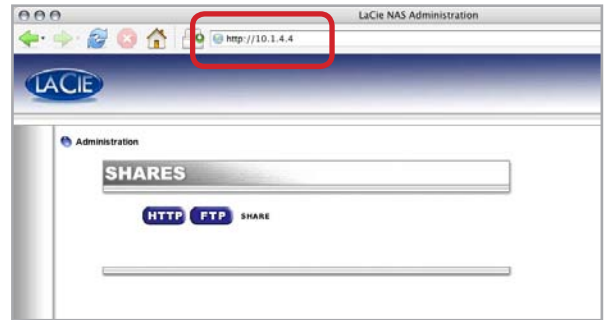 LaCie NAS Administration
http://10.1.4.4
LACIE
Administration
SHARES
HTTP FTP SHARE